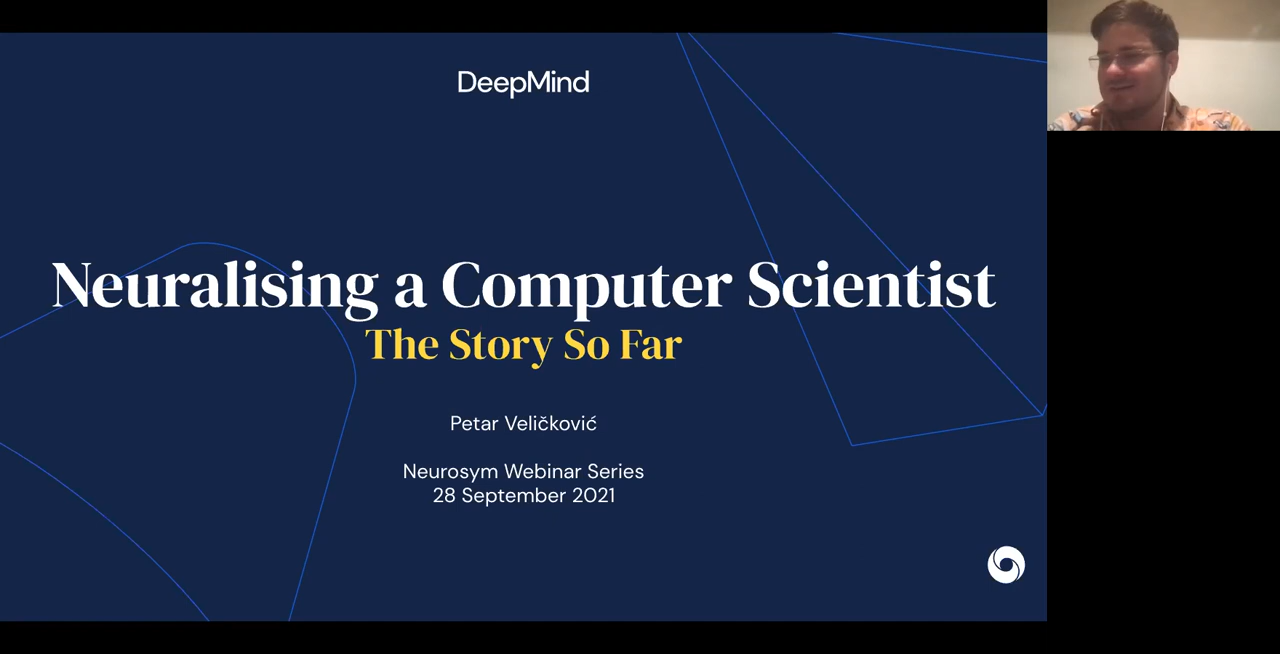 DeepMind
Neuralising a Computer Scientist
The Story So Far
Petar Veličković
Neurosym Webinar Series
28 September 2021